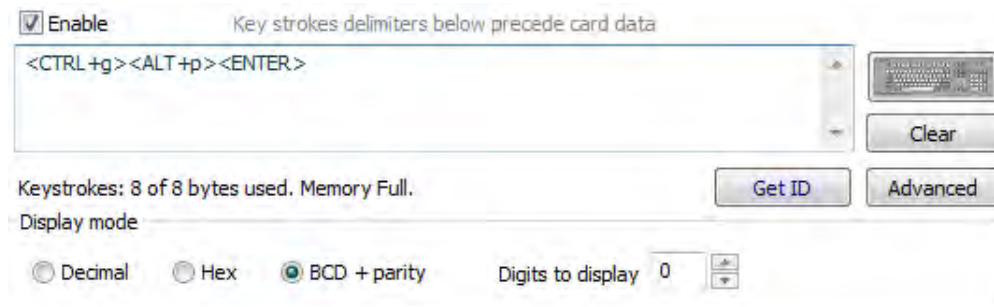 Enable Key strokes delimiters below precede card data
<CTRL+g><ALT+p><ENTER>
Clear
Keystrokes: 8 of 8 bytes used. Memory Full. Get ID Advanced
Display mode
Decimal Hex BCD + parity Digits to display 0